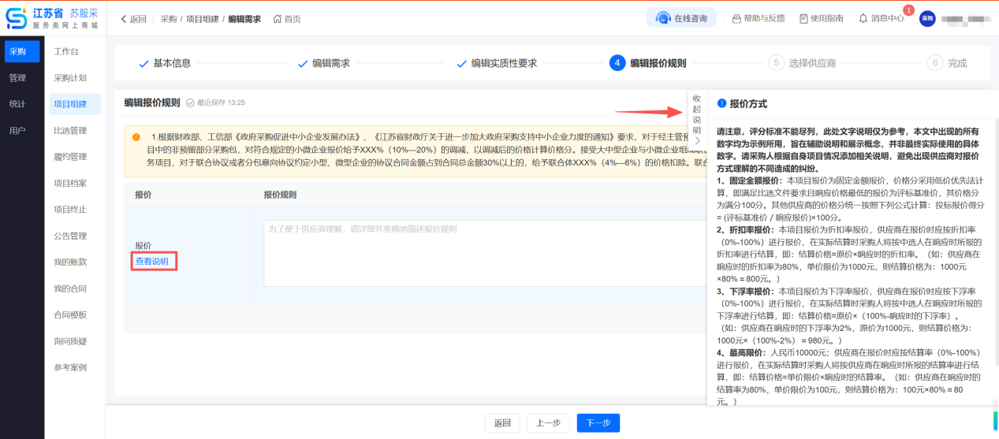 江苏省 苏服采
服务类网上商城
返回 采购 / 项目组建 / 编辑需求 首页
在线咨询 帮助与反馈 使用指南 消息中心 1 采购
采购
管理
统计
用户
工作台
采购计划
项目组建
比选管理
履约管理
项目档案
项目终止
公告管理
我的账款
我的合同
合同模板
询问质疑
参考案例
基本信息 编辑需求 编辑实质性要求 4 编辑报价规则 5 选择供应商 6 完成
编辑报价规则 最近保存 13:25
1.根据财政部、工信部《政府采购促进中小企业发展办法》、《江苏省财政厅关于进一步加大政府采购支持中小企业力度的通知》要求，对于经主管预
目中的非预留部分采购包，对符合规定的小微企业报价给予XXX%（10%—20%）的调减，以调减后的价格计算价格分。接受大中型企业与小微企业组成联
务项目，对于联合协议或者分包意向协议约定小型、微型企业的协议合同金额占到合同总金额30%以上的，给予联合体XXX%（4%—6%）的价格扣除。联合
报价 报价规则
报价
查看说明
为了便于供应商理解，请详细并准确地描述报价规则
收起说明
报价方式
请注意，评分标准不能尽列，此处文字说明仅为参考，本文中出现的所有
数字均为示例所用，旨在辅助说明和展示概念，并非最终实际使用的具体
数字。请采购人根据自身项目情况添加相关说明，避免出现供应商对报价
方式理解的不同造成的纠纷。
1、固定金额报价：本项目报价为固定金额报价，价格分采用低价优先法计
算，即满足比选文件要求且响应价格最低的报价为评标基准价，其价格分
为满分100分。其他供应商的价格分统一按照下列公式计算：投标报价得分
= (评标基准价 / 响应报价)×100分。
2、折扣率报价：本项目报价为折扣率报价，供应商在报价时应按折扣率
（0%-100%）进行报价，在实际结算时采购人将按中选人在响应时所报的
折扣率进行结算，即：结算价格=原价×响应时的折扣率。（如：供应商在
响应时的折扣率为80%，单价限价为1000元，则结算价格为：1000元
×80%＝800元。）
3、下浮率报价：本项目报价为下浮率报价，供应商在报价时应按下浮率
（0%-100%）进行报价，在实际结算时采购人将按中选人在响应时所报的
下浮率进行结算，即：结算价格=原价×（100%-响应时的下浮率）。
（如：供应商在响应时的下浮率为2%，原价为1000元，则结算价格为：
1000元×（100%-2%）＝980元。）
4、最高限价：人民币10000元；供应商在报价时应按结算率（0%-100%）
进行报价，在实际结算时采购人将按供应商在响应时所报的结算率进行结
算，即：结算价格=单价限价×响应时的结算率。（如：供应商在响应时的
结算率为80%，单价限价为100元，则结算价格为：100元×80%＝80
元。）
返回 上一步 下一步